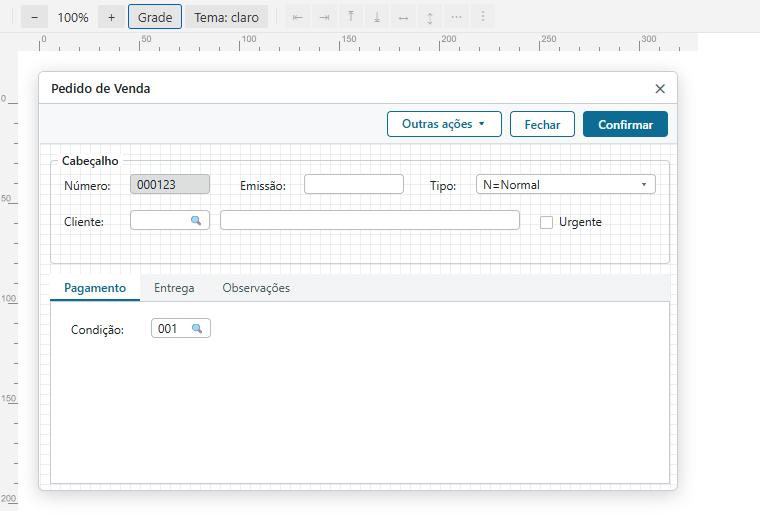 − 100% + Grade Tema: claro
0 50 100 150 200 250 300
Pedido de Venda
Outras ações Fechar Confirmar
0
Cabeçalho
Número: 000123 Emissão: Tipo: N=Normal
50
Cliente: Urgente
Pagamento Entrega Observações
100
Condição: 001
150
200